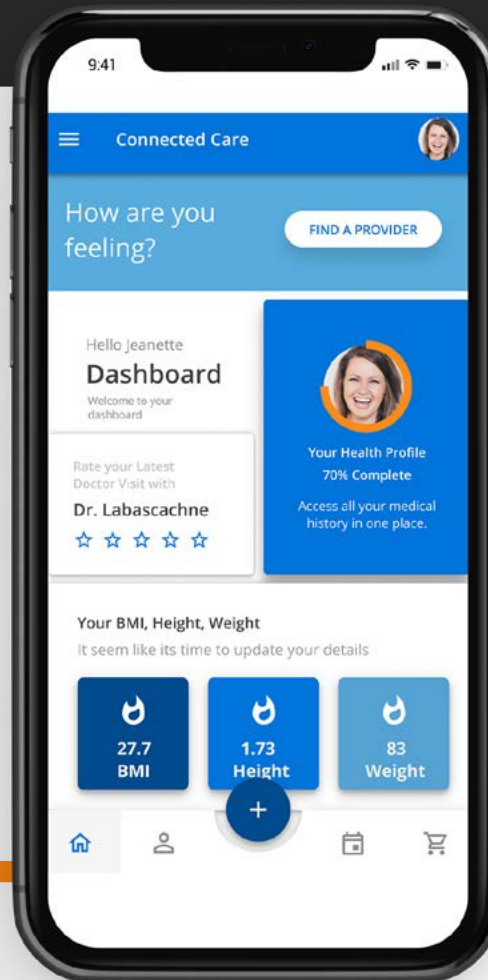 9:41
Connected Care
How are you
feeling?
FIND A PROVIDER
Hello Jeanette
Dashboard
Welcome to your
dashboard
Rate your Latest
Doctor Visit with
Dr. Labascachne
Your Health Profile
70% Complete
Access all your medical
history in one place.
Your BMI, Height, Weight
It seem like its time to update your details
27.7
BMI
1.73
Height
83
Weight
+